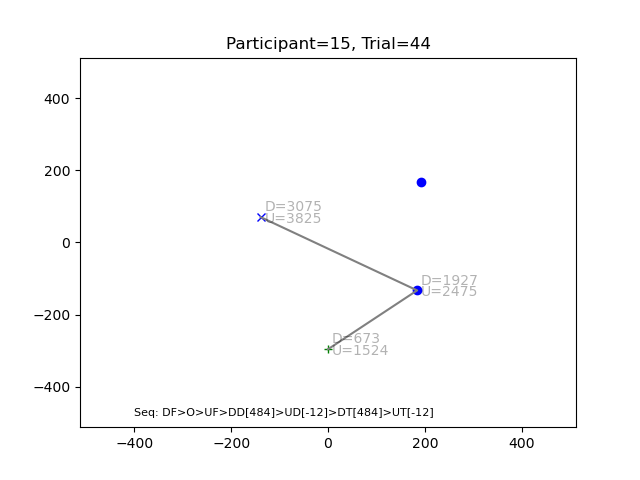 Participant=15, Trial=44
400
200
0
−200
−400
D=3075
U=3825
D=1927
U=2475
D=673
U=1524
Seq: DF>O>UF>DD[484]>UD[-12]>DT[484]>UT[-12]
−400 −200 0 200 400